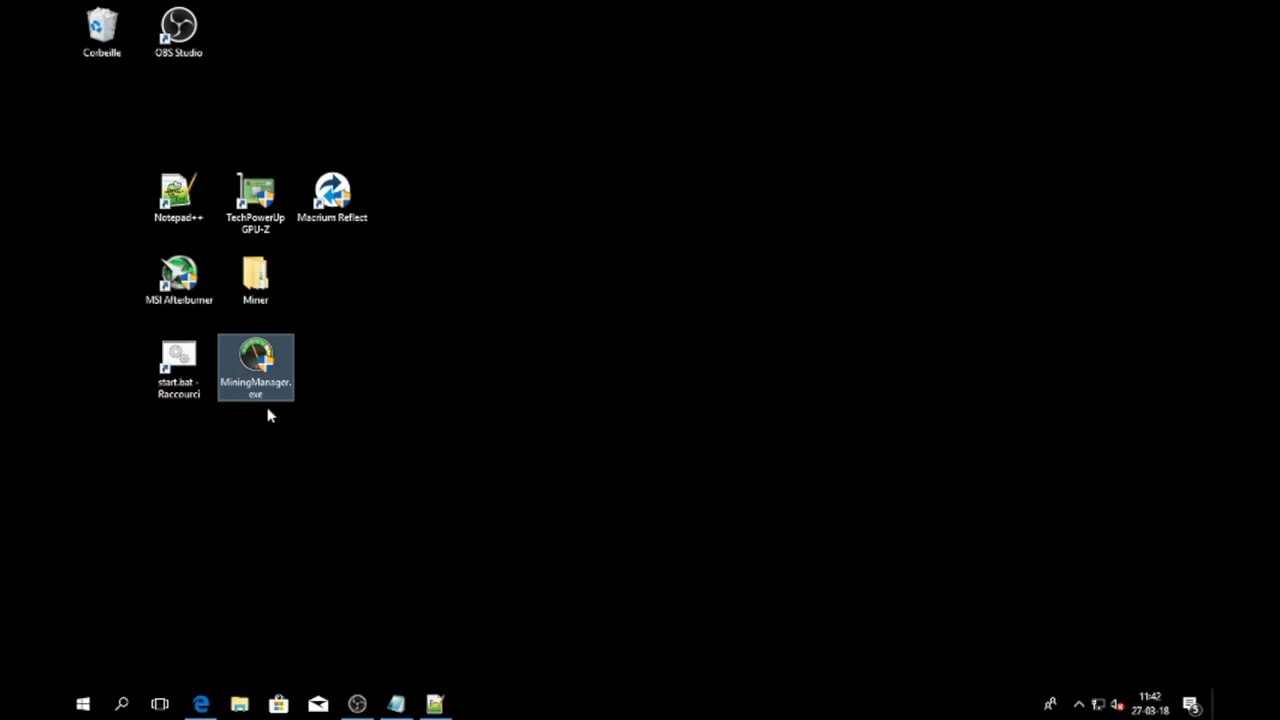 Corbeille
OBS Studio
Notepad++
TechPowerUp
GPU-Z
Macrium Reflect
MSI Afterburner
Miner
start.bat -
Raccourci
MiningManager.
exe
11:42
27-03-18
5